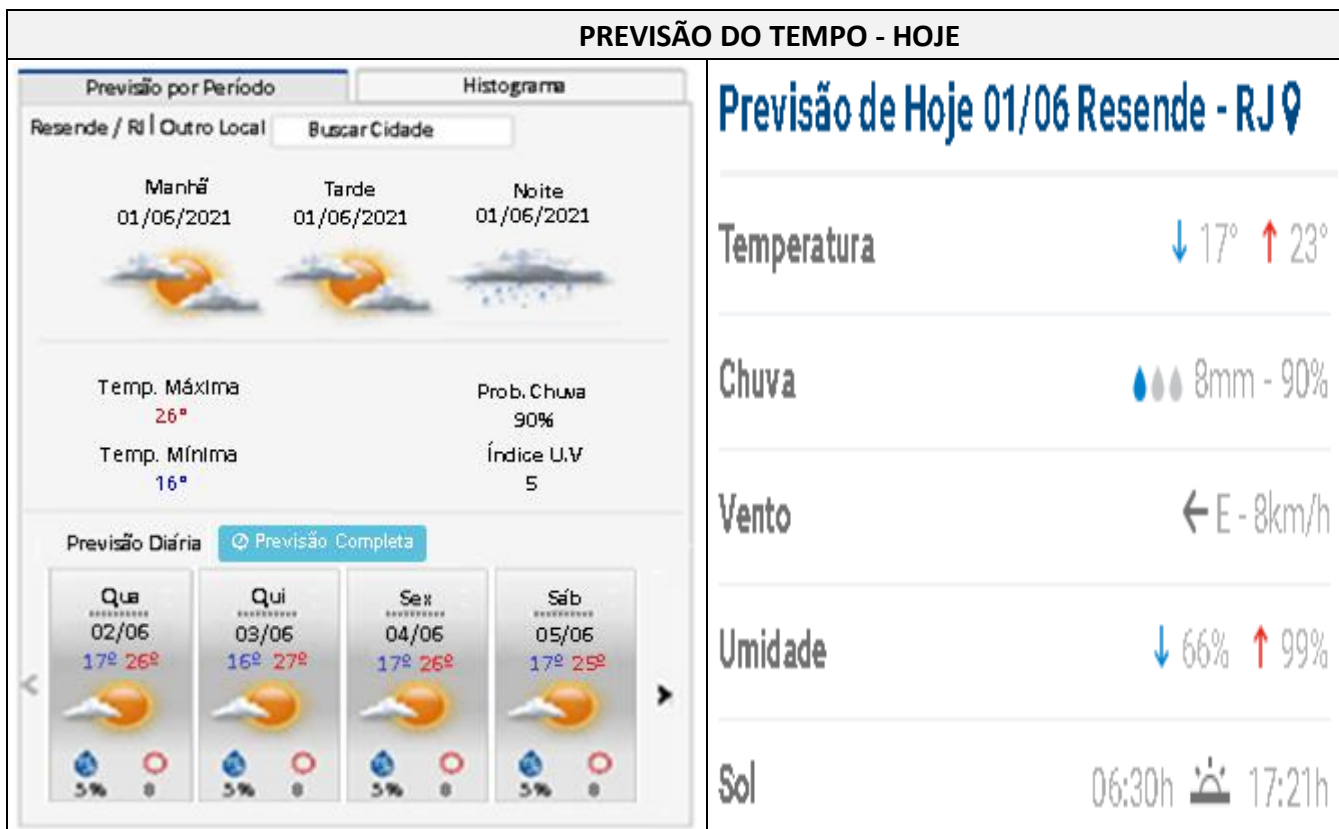 PREVISÃO DO TEMPO - HOJE
Previsão por Período Histograma
Resende / RJ | Outro Local Buscar Cidade
Manhã Tarde Noite
01/06/2021 01/06/2021 01/06/2021
Temp. Máxima Prob. Chuva
26° 90%
Temp. Mínima Índice U.V
16° 5
Previsão Diária Previsão Completa
Qua Qui Sex Sáb
02/06 03/06 04/06 05/06
17º 26º 16º 27º 17º 26º 17º 25º
5% 8 5% 8 5% 8 5% 8
Previsão de Hoje 01/06 Resende - RJ
Temperatura 17° 23°
Chuva 8mm - 90%
Vento E - 8km/h
Umidade 66% 99%
Sol 06:30h 17:21h